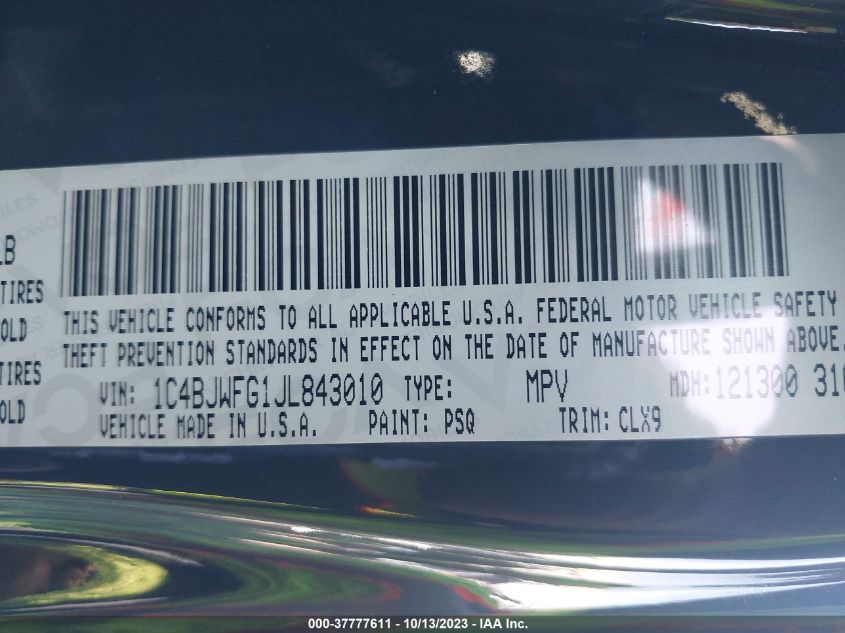 LB
TIRES
OLD
TIRES
OLD
THIS VEHICLE CONFORMS TO ALL APPLICABLE U.S.A. FEDERAL MOTOR VEHICLE SAFETY
THEFT PREVENTION STANDARDS IN EFFECT ON THE DATE OF MANUFACTURE SHOWN ABOVE.
VIN: 1C4BJWFG1JL843010 TYPE: MPV MDH: 121300 310
VEHICLE MADE IN U.S.A. PAINT: PSQ TRIM: CLX9
000-37777611 - 10/13/2023 - IAA Inc.